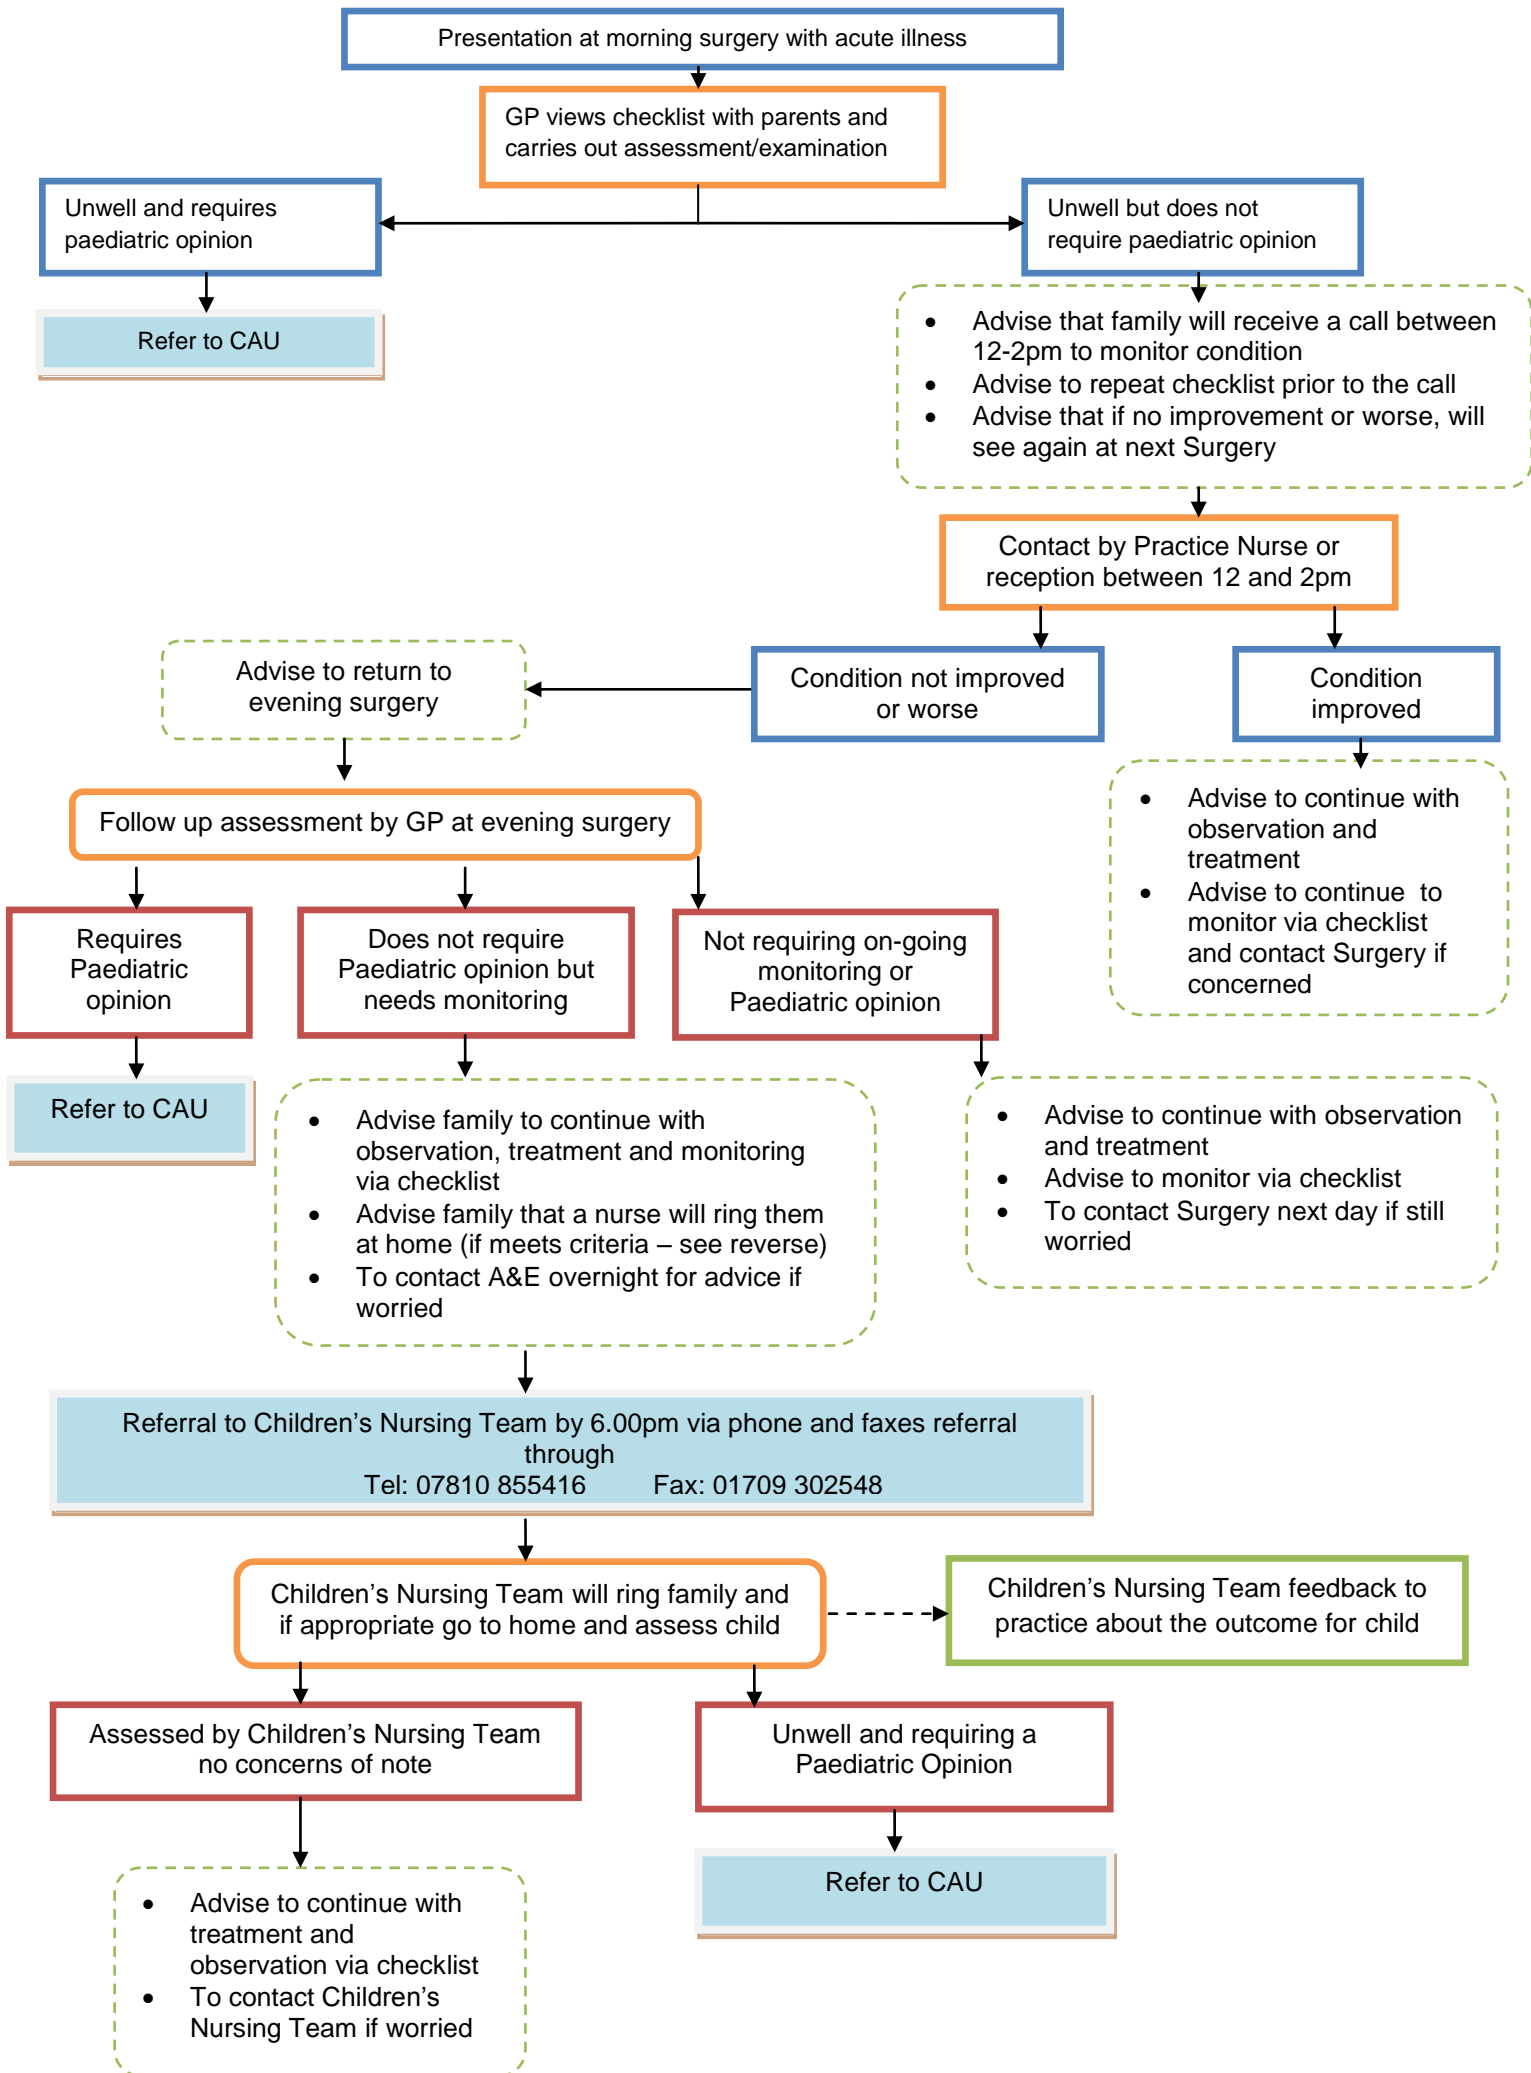 Presentation at morning surgery with acute illness
GP views checklist with parents and
carries out assessment/examination
Unwell and requires
paediatric opinion
Unwell but does not
require paediatric opinion
Refer to CAU
• Advise that family will receive a call between
12-2pm to monitor condition
• Advise to repeat checklist prior to the call
• Advise that if no improvement or worse, will
see again at next Surgery
Contact by Practice Nurse or
reception between 12 and 2pm
Advise to return to
evening surgery
Condition not improved
or worse
Condition
improved
• Advise to continue with
observation and
treatment
• Advise to continue to
monitor via checklist
and contact Surgery if
concerned
Follow up assessment by GP at evening surgery
Requires
Paediatric
opinion
Does not require
Paediatric opinion but
needs monitoring
Not requiring on-going
monitoring or
Paediatric opinion
Refer to CAU
• Advise family to continue with
observation, treatment and monitoring
via checklist
• Advise family that a nurse will ring them
at home (if meets criteria – see reverse)
• To contact A&E overnight for advice if
worried
• Advise to continue with observation
and treatment
• Advise to monitor via checklist
• To contact Surgery next day if still
worried
Referral to Children's Nursing Team by 6.00pm via phone and faxes referral
through
Tel: 07810 855416 Fax: 01709 302548
Children's Nursing Team will ring family and
if appropriate go to home and assess child
Children's Nursing Team feedback to
practice about the outcome for child
Assessed by Children's Nursing Team
no concerns of note
Unwell and requiring a
Paediatric Opinion
Refer to CAU
• Advise to continue with
treatment and
observation via checklist
• To contact Children's
Nursing Team if worried